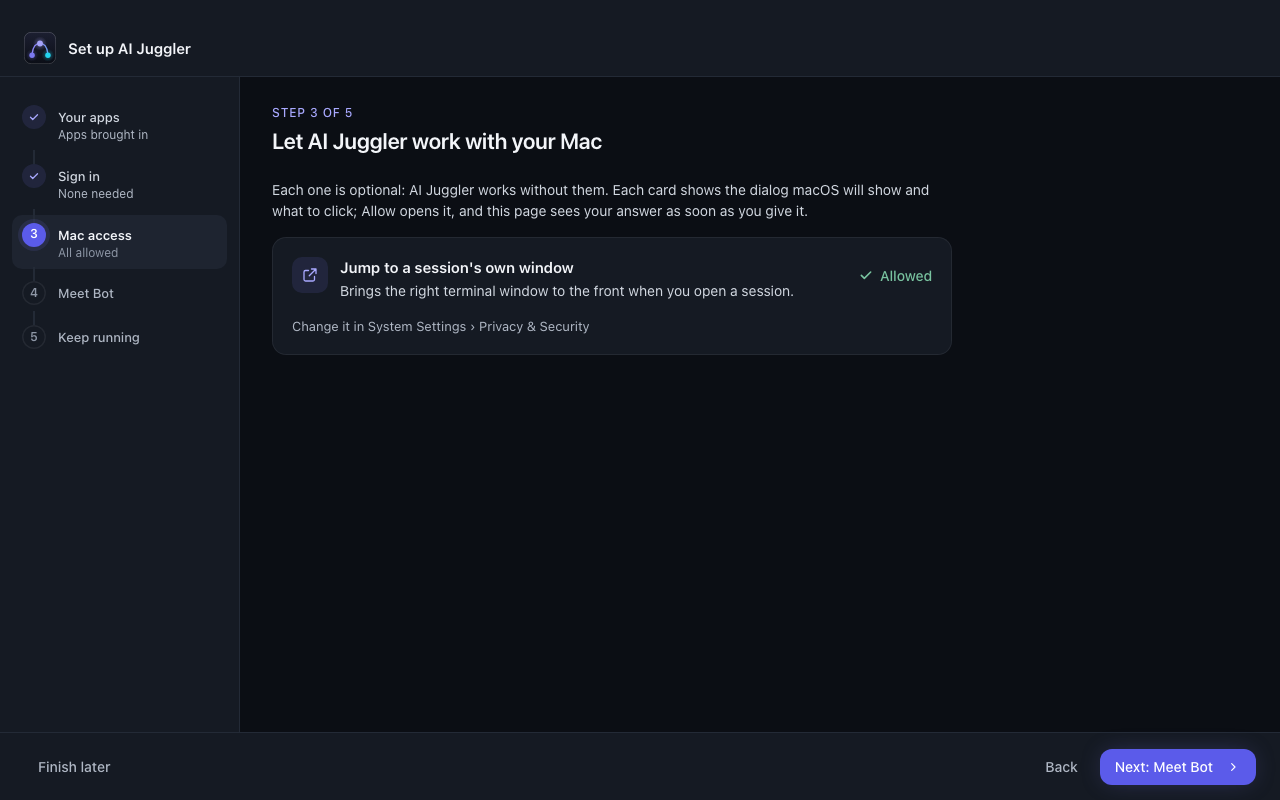 Set up AI Juggler
Your apps
Apps brought in
Sign in
None needed
3
Mac access
All allowed
4
Meet Bot
5
Keep running
STEP 3 OF 5
Let AI Juggler work with your Mac
Each one is optional: AI Juggler works without them. Each card shows the dialog macOS will show and
what to click; Allow opens it, and this page sees your answer as soon as you give it.
Jump to a session's own window
Brings the right terminal window to the front when you open a session.
Allowed
Change it in System Settings › Privacy & Security
Finish later
Back
Next: Meet Bot